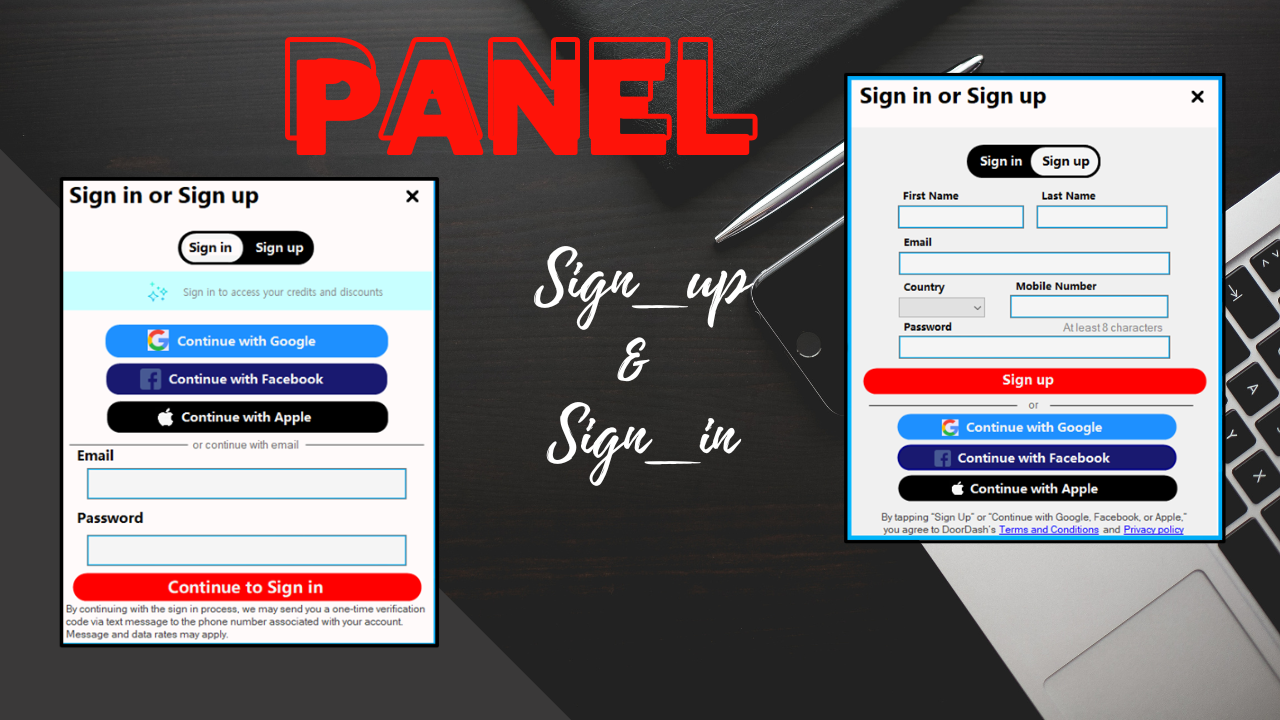 PANEL
Sign in or Sign up
Sign in Sign up
Sign in to access your credits and discounts
Continue with Google
Continue with Facebook
Continue with Apple
or continue with email
Email
Password
Continue to Sign in
By continuing with the sign in process, we may send you a one-time verification
code via text message to the phone number associated with your account.
Message and data rates may apply.
Sign_up
&
Sign_in
Sign in or Sign up
Sign in Sign up
First Name Last Name
Email
Country Mobile Number
Password At least 8 characters
Sign up
or
Continue with Google
Continue with Facebook
Continue with Apple
By tapping “Sign Up” or “Continue with Google, Facebook, or Apple,”
you agree to DoorDash's Terms and Conditions and Privacy policy
A
Y
X